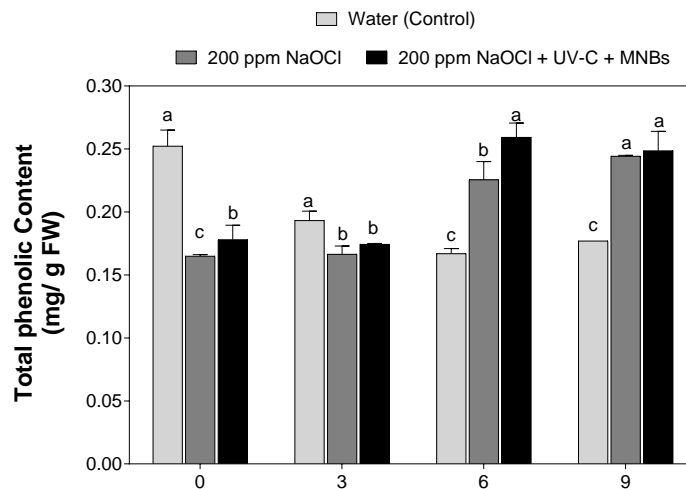 Water (Control)
200 ppm NaOCl 200 ppm NaOCl + UV-C + MNBs
Total phenolic Content
(mg/ g FW)
0.30
0.25
0.20
0.15
0.10
0.05
0.00
a
c
b
a
b
b
c
b
a
c
a
a
0 3 6 9